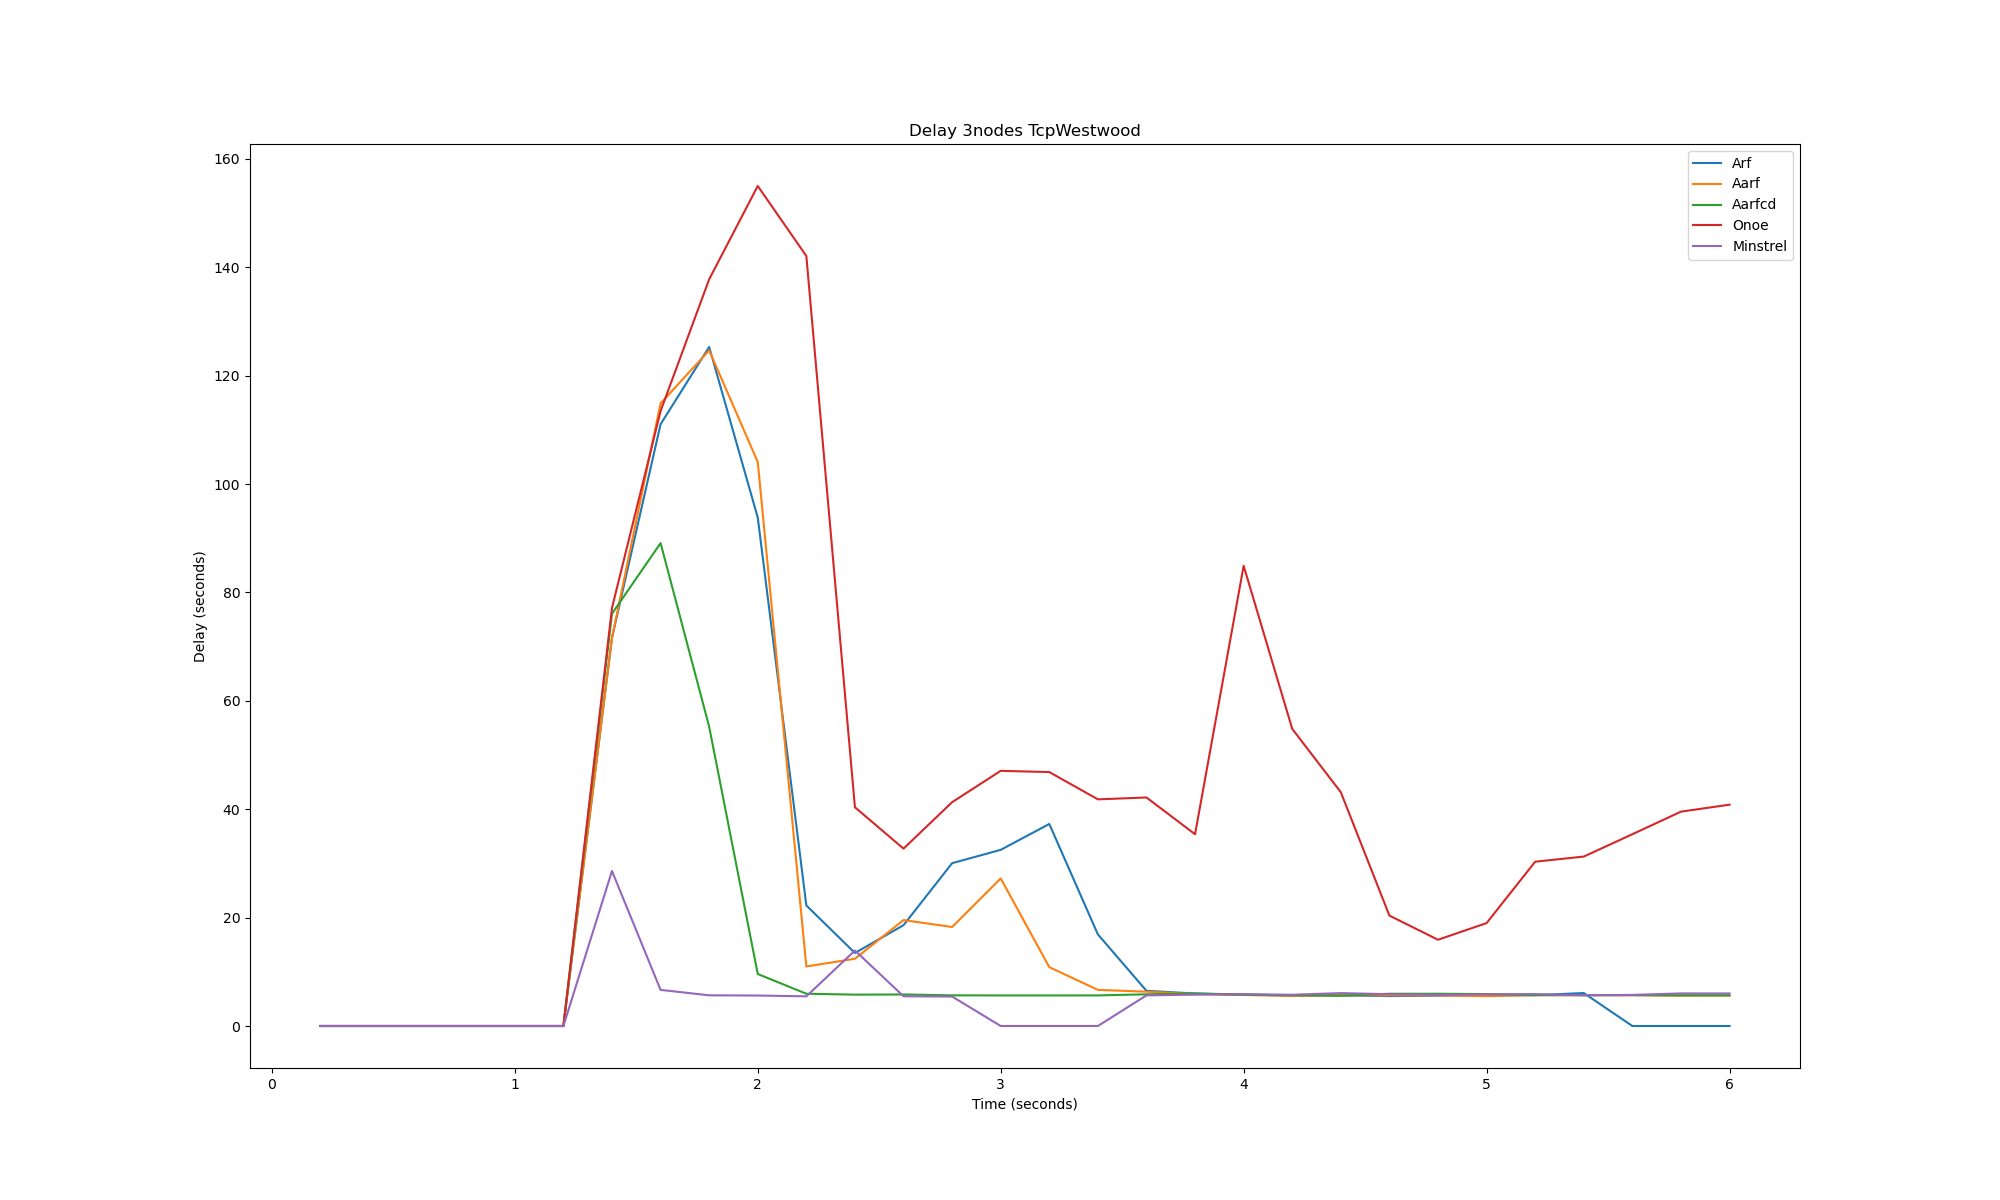 Delay 3nodes TcpWestwood
160
140
120
100
80
60
40
20
0
Delay (seconds)
Arf
Aarf
Aarfcd
Onoe
Minstrel
0 1 2 3 4 5 6
Time (seconds)